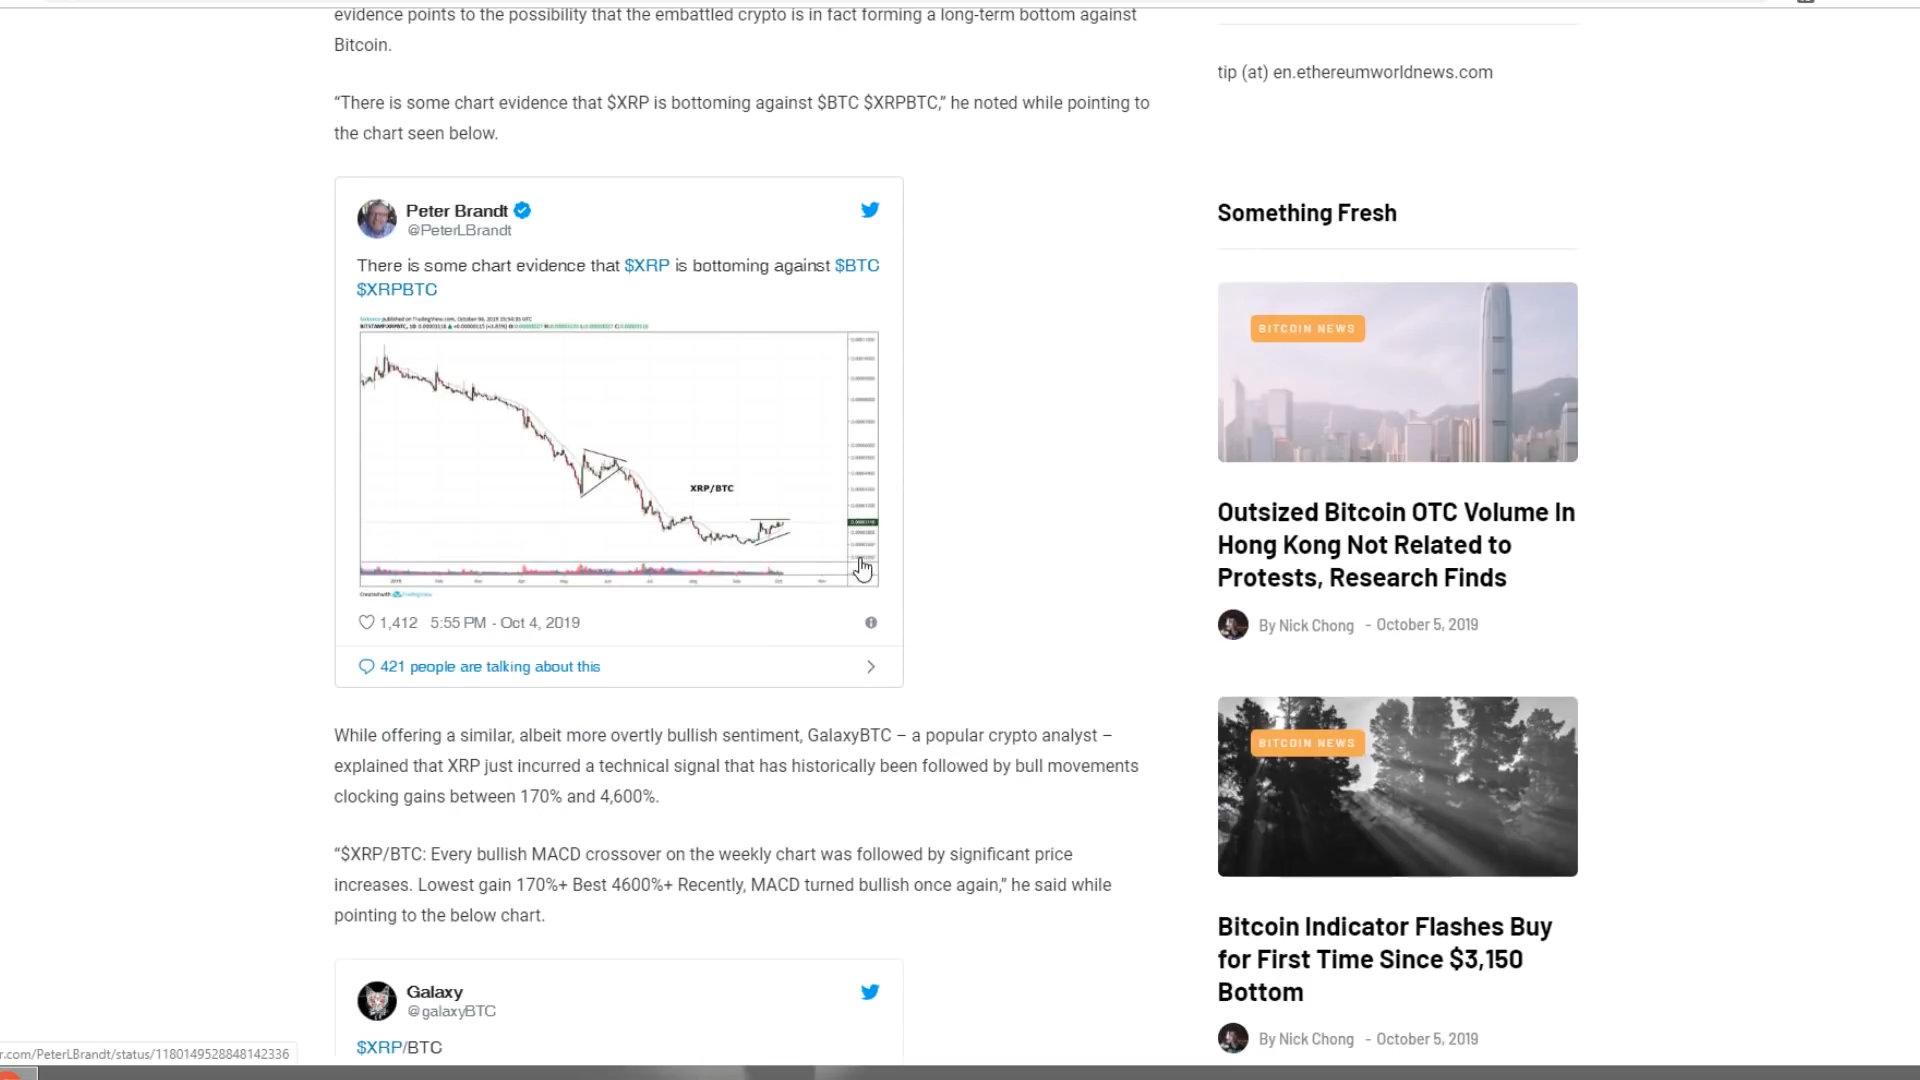 evidence points to the possibility that the embattled crypto is in fact forming a long-term bottom against
Bitcoin.
“There is some chart evidence that $XRP is bottoming against $BTC $XRPBTC,” he noted while pointing to
the chart seen below.
Peter Brandt
@PeterLBrandt
There is some chart evidence that $XRP is bottoming against $BTC
$XRPBTC
XRP/BTC
1,412 5:55 PM - Oct 4, 2019
421 people are talking about this
While offering a similar, albeit more overtly bullish sentiment, GalaxyBTC – a popular crypto analyst –
explained that XRP just incurred a technical signal that has historically been followed by bull movements
clocking gains between 170% and 4,600%.
“$XRP/BTC: Every bullish MACD crossover on the weekly chart was followed by significant price
increases. Lowest gain 170%+ Best 4600%+ Recently, MACD turned bullish once again,” he said while
pointing to the below chart.
Galaxy
@galaxyBTC
$XRP/BTC
r.com/PeterLBrandt/status/1180149528848142336
tip (at) en.ethereumworldnews.com
Something Fresh
BITCOIN NEWS
Outsized Bitcoin OTC Volume In
Hong Kong Not Related to
Protests, Research Finds
By Nick Chong - October 5, 2019
BITCOIN NEWS
Bitcoin Indicator Flashes Buy
for First Time Since $3,150
Bottom
By Nick Chong - October 5, 2019